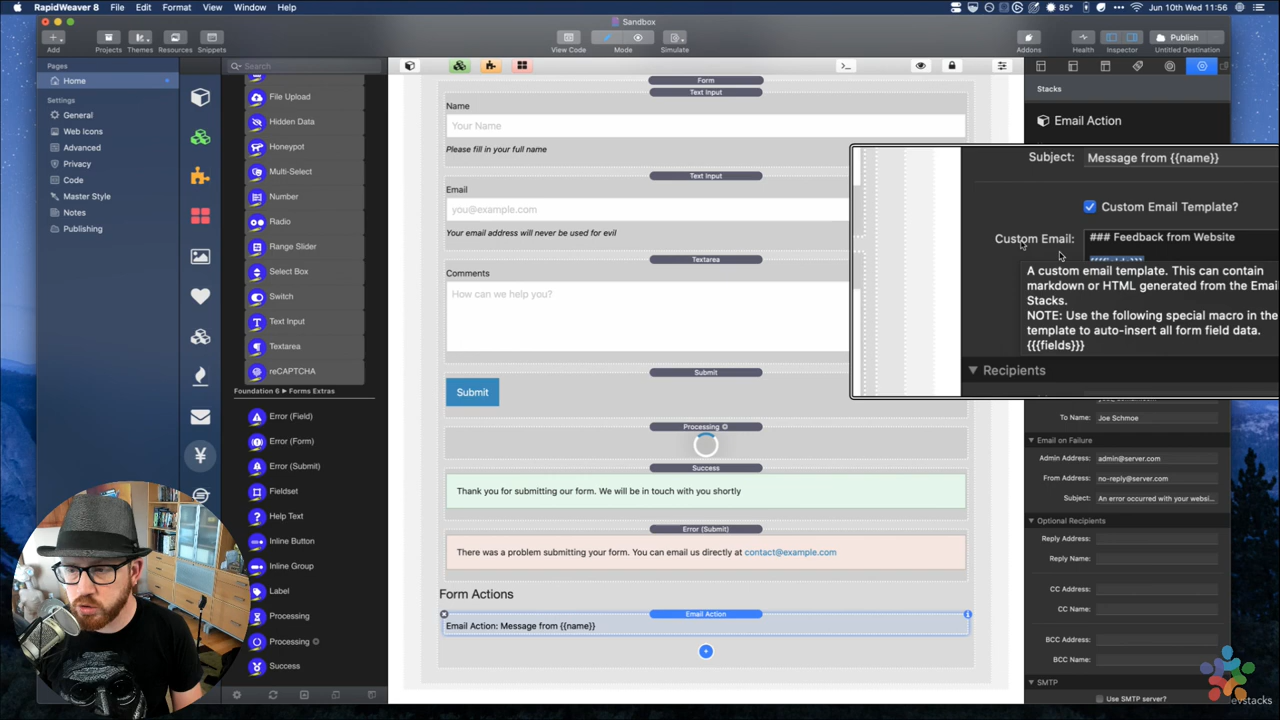 RapidWeaver 8 File Edit Format View Window Help
85° Jun 10th Wed 11:56
Sandbox
Add Projects Themes Resources Snippets
View Code Mode Simulate
Addons Health Inspector Publish Untitled Destination
Pages
Home
Settings
General
Web Icons
Advanced
Privacy
Code
Master Style
Notes
Publishing
Search
File Upload
Hidden Data
Honeypot
Multi-Select
Number
Radio
Range Slider
Select Box
Switch
Text Input
Textarea
reCAPTCHA
Foundation 6 ▸ Forms Extras
Error (Field)
Error (Form)
Error (Submit)
Fieldset
Help Text
Inline Button
Inline Group
Label
Processing
Processing
Success
Form
Text Input
Name
Your Name
Please fill in your full name
Text Input
Email
you@example.com
Your email address will never be used for evil
Textarea
Comments
How can we help you?
Submit
Submit
Processing
Success
Thank you for submitting our form. We will be in touch with you shortly
Error (Submit)
There was a problem submitting your form. You can email us directly at contact@example.com
Form Actions
Email Action
Email Action: Message from {{name}}
Stacks
Email Action
Subject: Message from {{name}}
Custom Email Template?
Custom Email: ### Feedback from Website
{{{fields}}}
A custom email template. This can contain
markdown or HTML generated from the Email
Stacks.
NOTE: Use the following special macro in the
template to auto-insert all form field data.
{{{fields}}}
Recipients
To Name: Joe Schmoe
Email on Failure
Admin Address: admin@server.com
From Address: no-reply@server.com
Subject: An error occurred with your websi...
Optional Recipients
Reply Address:
Reply Name:
CC Address:
CC Name:
BCC Address:
BCC Name:
SMTP
Use SMTP server?